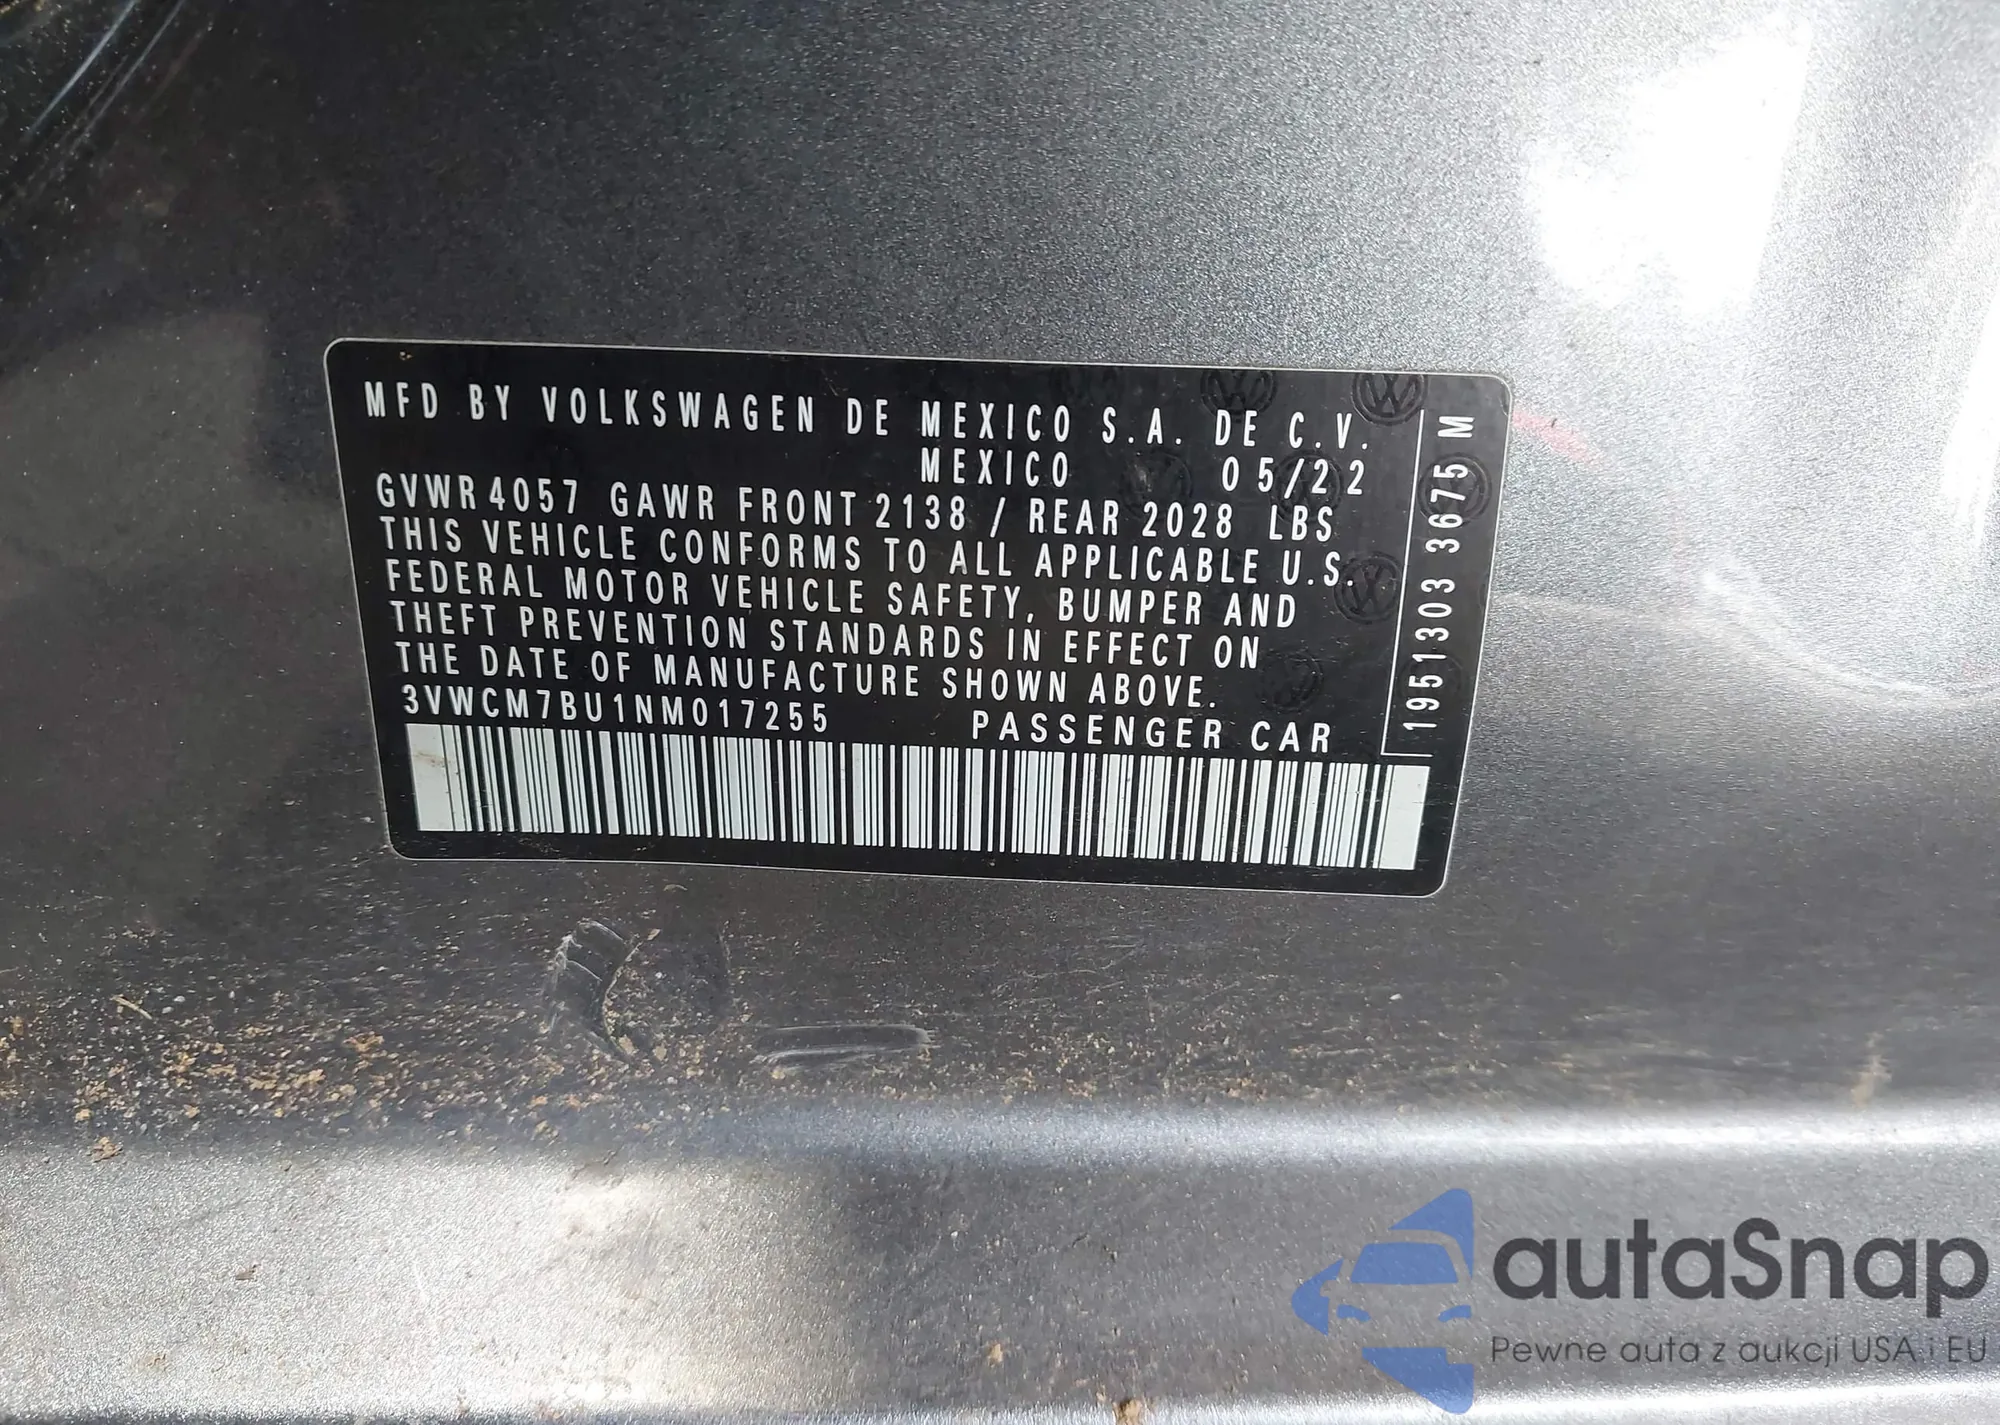 MFD BY VOLKSWAGEN DE MEXICO S.A. DE C.V.
MEXICO 05/22
GVWR 4057 GAWR FRONT 2138 / REAR 2028 LBS
THIS VEHICLE CONFORMS TO ALL APPLICABLE U.S.
FEDERAL MOTOR VEHICLE SAFETY, BUMPER AND
THEFT PREVENTION STANDARDS IN EFFECT ON
THE DATE OF MANUFACTURE SHOWN ABOVE.
3VWCM7BU1NM017255 PASSENGER CAR
1951303 3675 M
autaSnap
Pewne auta z aukcji USA i EU